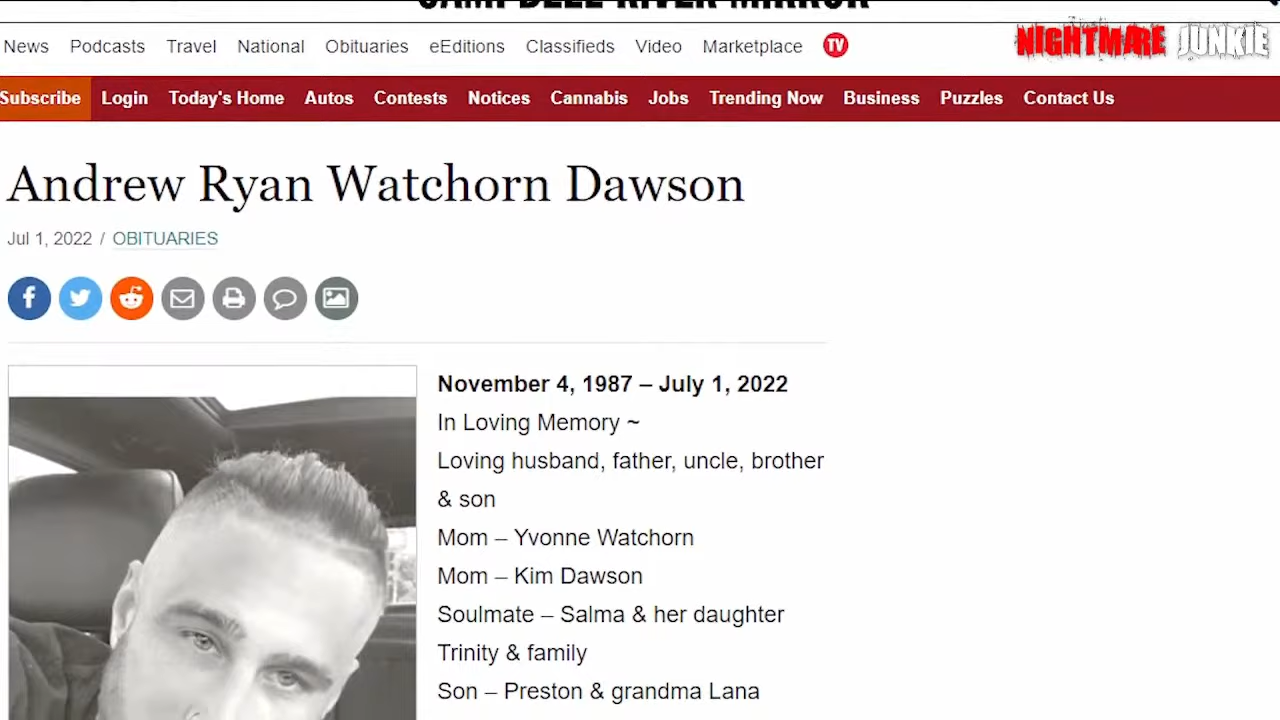 CAMPBELL RIVER MIRROR
News Podcasts Travel National Obituaries eEditions Classifieds Video Marketplace TV
NIGHTMARE JUNKIE
Subscribe Login Today's Home Autos Contests Notices Cannabis Jobs Trending Now Business Puzzles Contact Us
Andrew Ryan Watchorn Dawson
Jul 1, 2022 / OBITUARIES
November 4, 1987 – July 1, 2022
In Loving Memory ~
Loving husband, father, uncle, brother
& son
Mom – Yvonne Watchorn
Mom – Kim Dawson
Soulmate – Salma & her daughter
Trinity & family
Son – Preston & grandma Lana